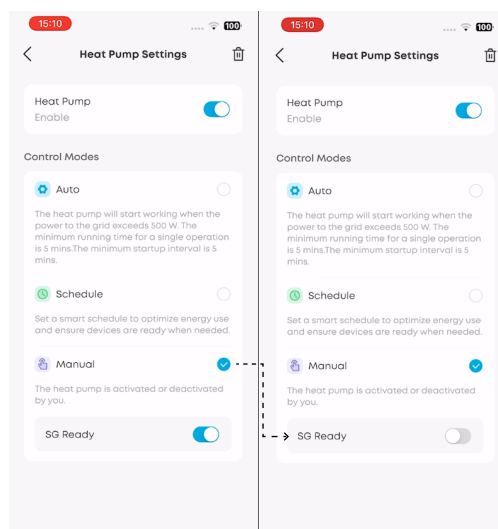 15:10
100
Heat Pump Settings
Heat Pump
Enable
Control Modes
Auto
The heat pump will start working when the
power to the grid exceeds 500 W. The
minimum running time for a single operation
is 5 mins.The minimum startup interval is 5
mins.
Schedule
Set a smart schedule to optimize energy use
and ensure devices are ready when needed.
Manual
The heat pump is activated or deactivated
by you.
SG Ready
15:10
100
Heat Pump Settings
Heat Pump
Enable
Control Modes
Auto
The heat pump will start working when the
power to the grid exceeds 500 W. The
minimum running time for a single operation
is 5 mins.The minimum startup interval is 5
mins.
Schedule
Set a smart schedule to optimize energy use
and ensure devices are ready when needed.
Manual
The heat pump is activated or deactivated
by you.
SG Ready